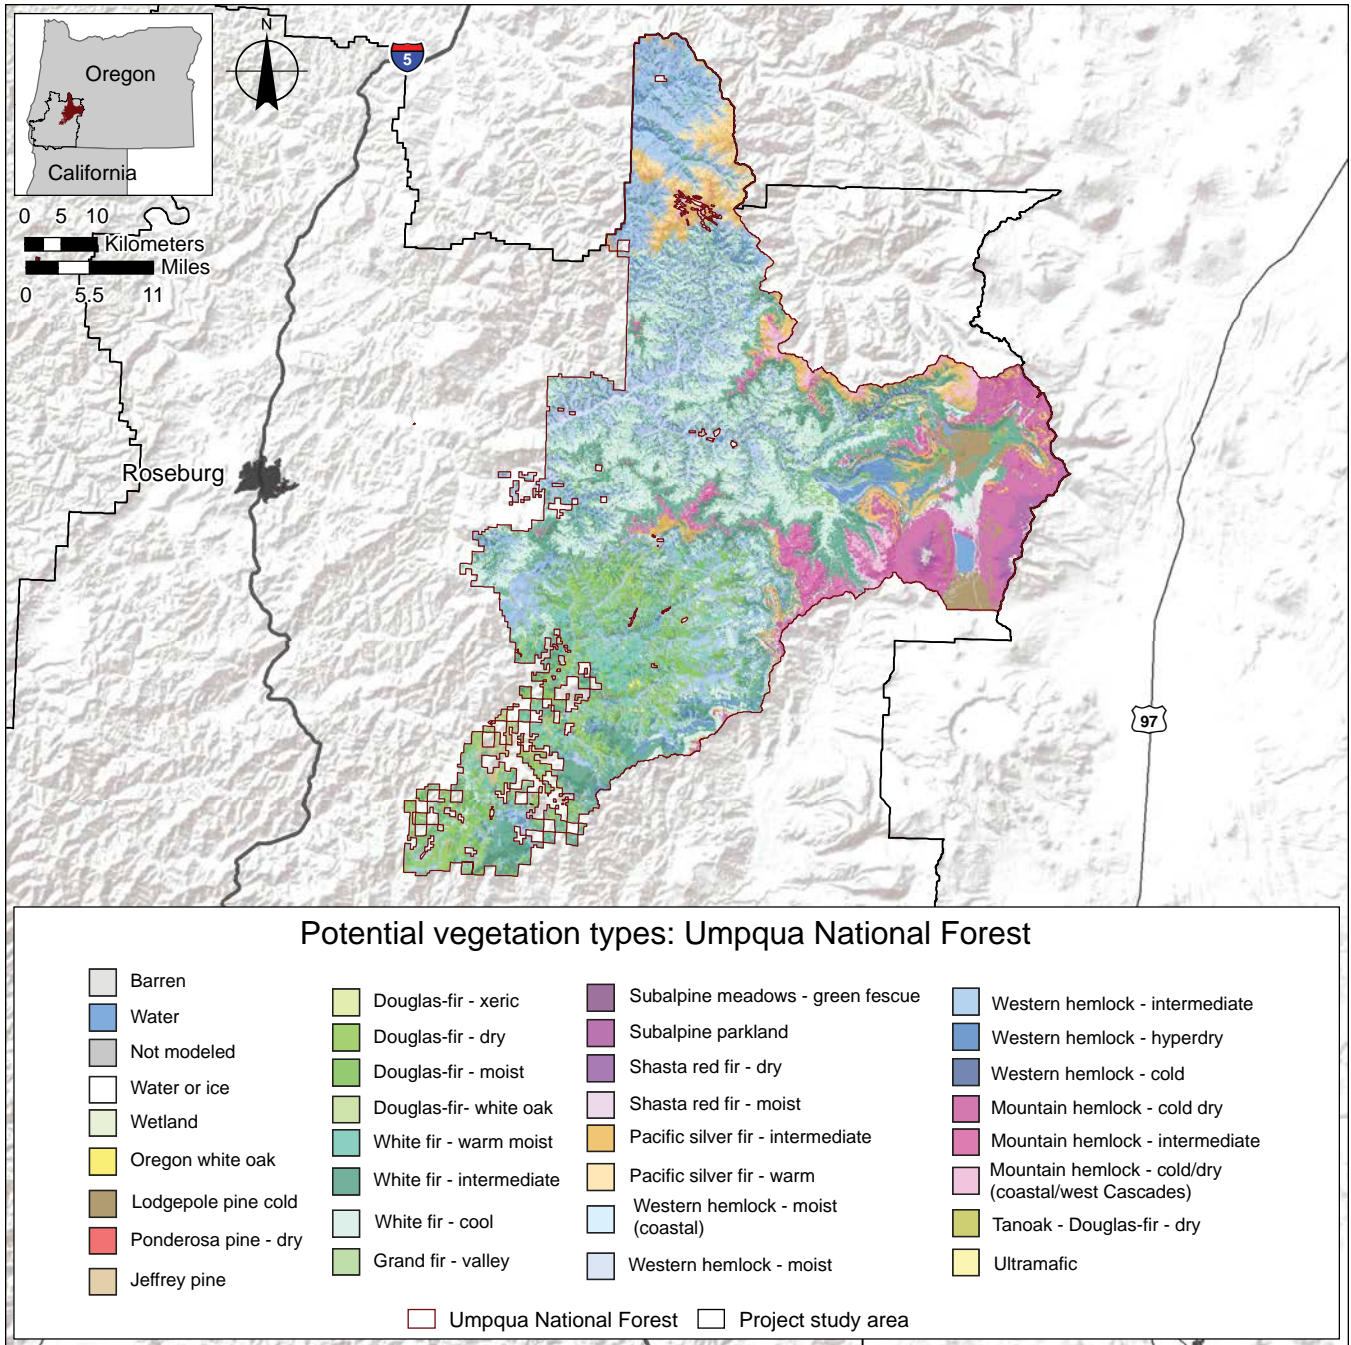 Oregon
California
N
5
0 5 10
Kilometers
Miles
0 5.5 11
Roseburg
97
Potential vegetation types: Umpqua National Forest
Barren
Water
Not modeled
Water or ice
Wetland
Oregon white oak
Lodgepole pine cold
Ponderosa pine - dry
Jeffrey pine
Douglas-fir - xeric
Douglas-fir - dry
Douglas-fir - moist
Douglas-fir- white oak
White fir - warm moist
White fir - intermediate
White fir - cool
Grand fir - valley
Subalpine meadows - green fescue
Subalpine parkland
Shasta red fir - dry
Shasta red fir - moist
Pacific silver fir - intermediate
Pacific silver fir - warm
Western hemlock - moist
(coastal)
Western hemlock - moist
Western hemlock - intermediate
Western hemlock - hyperdry
Western hemlock - cold
Mountain hemlock - cold dry
Mountain hemlock - intermediate
Mountain hemlock - cold/dry
(coastal/west Cascades)
Tanoak - Douglas-fir - dry
Ultramafic
Umpqua National Forest
Project study area